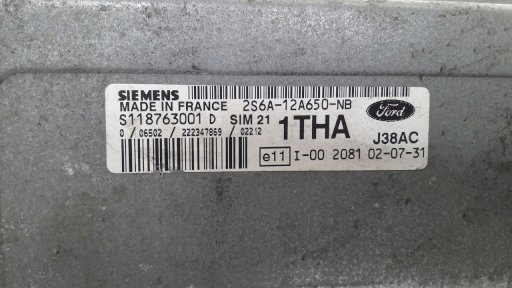 SIEMENS
MADE IN FRANCE 2S6A-12A650-NB
S118763001 D SIM 21 1THA
Ford
J38AC
0 / 06502 / 222347869 / 02212
e11 I-00 2081 02-07-31